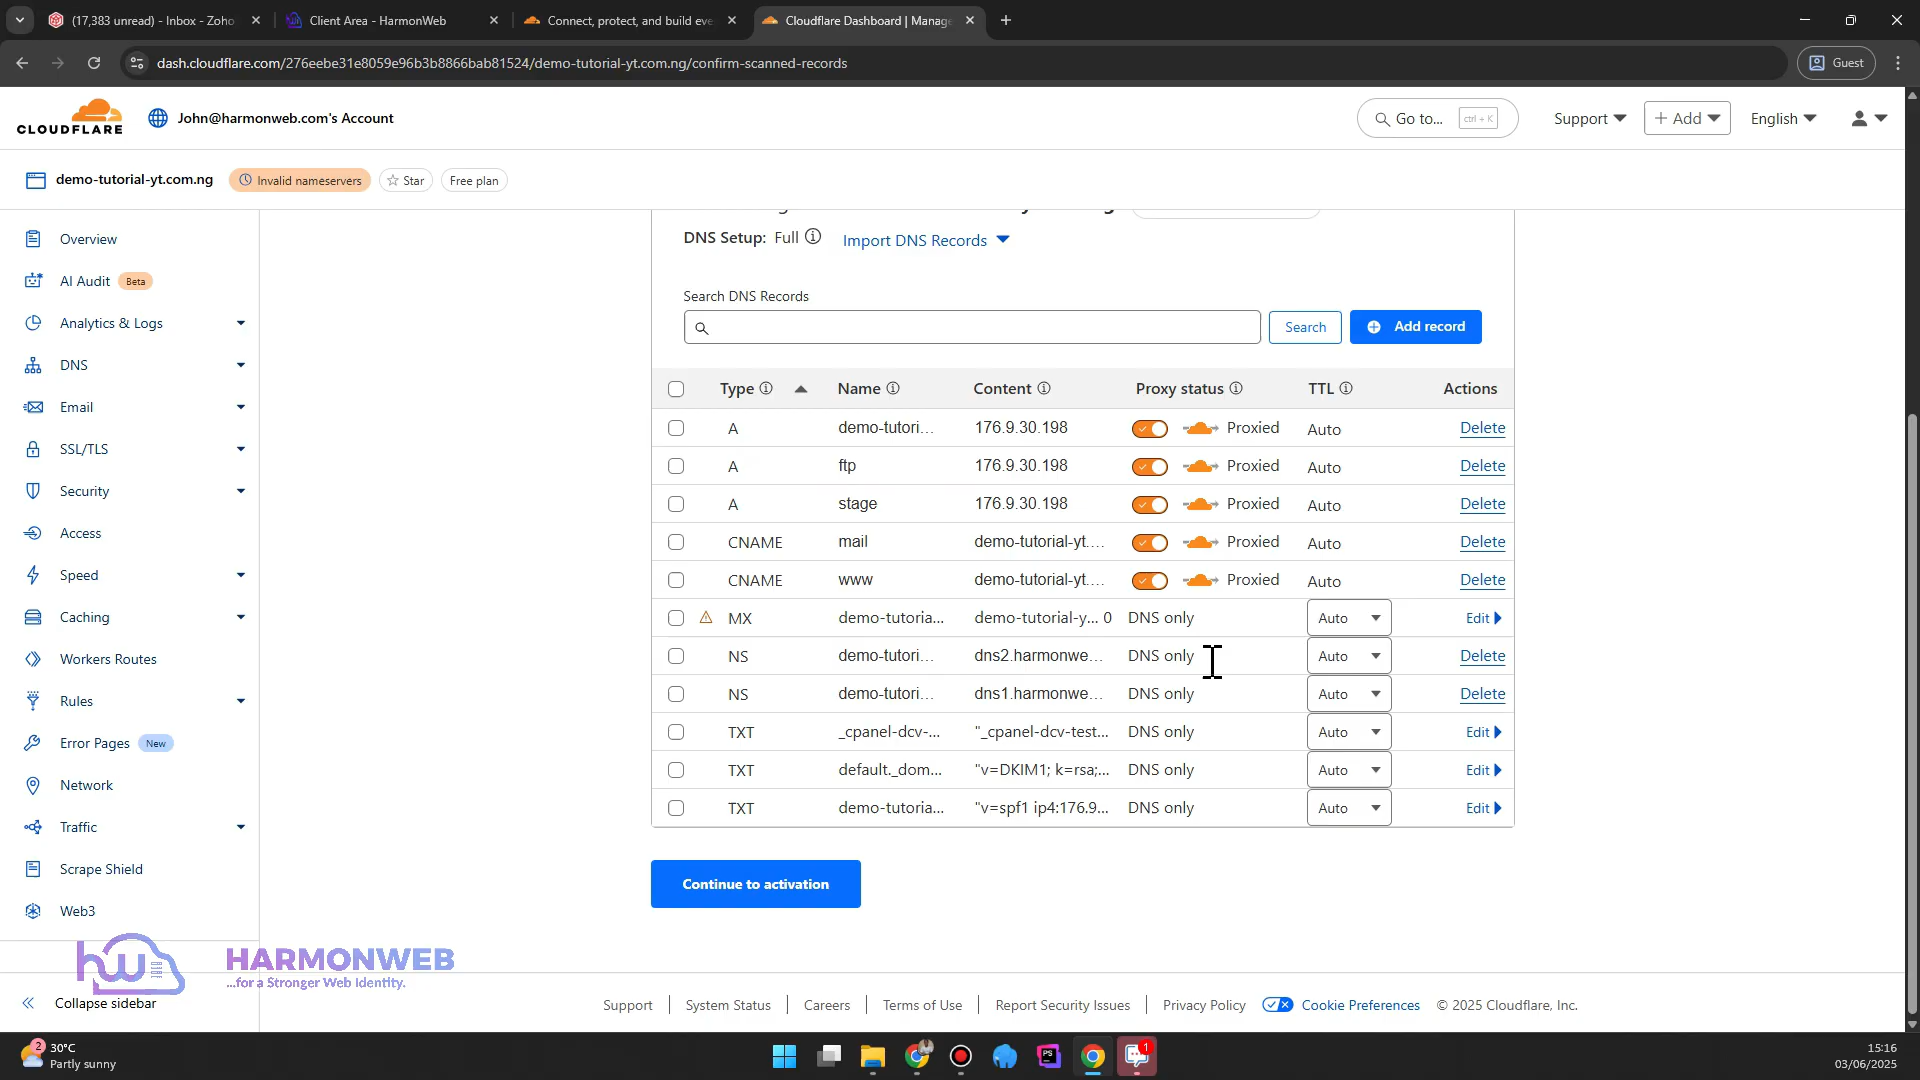 (17,383 unread) - Inbox - Zoho
Client Area - HarmonWeb
Connect, protect, and build eve
Cloudflare Dashboard | Manage
dash.cloudflare.com/276eebe31e8059e96b3b8866bab81524/demo-tutorial-yt.com.ng/confirm-scanned-records
Guest
CLOUDFLARE
John@harmonweb.com's Account
Go to...
ctrl + K
Support
+ Add
English
demo-tutorial-yt.com.ng
Invalid nameservers
Star
Free plan
Overview
AI Audit
Beta
Analytics & Logs
DNS
Email
SSL/TLS
Security
Access
Speed
Caching
Workers Routes
Rules
Error Pages
New
Network
Traffic
Scrape Shield
Web3
Collapse sidebar
DNS Setup: Full
Import DNS Records
Search DNS Records
Search
Add record
Type Name Content Proxy status TTL Actions
A demo-tutori... 176.9.30.198 Proxied Auto Delete
A ftp 176.9.30.198 Proxied Auto Delete
A stage 176.9.30.198 Proxied Auto Delete
CNAME mail demo-tutorial-yt.... Proxied Auto Delete
CNAME www demo-tutorial-yt.... Proxied Auto Delete
MX demo-tutoria... demo-tutorial-y... 0 DNS only Auto Edit
NS demo-tutori... dns2.harmonwe... DNS only Auto Delete
NS demo-tutori... dns1.harmonwe... DNS only Auto Delete
TXT _cpanel-dcv-... "_cpanel-dcv-test... DNS only Auto Edit
TXT default._dom... "v=DKIM1; k=rsa;... DNS only Auto Edit
TXT demo-tutoria... "v=spf1 ip4:176.9... DNS only Auto Edit
Continue to activation
hw
HARMONWEB
...for a Stronger Web Identity.
Support
System Status
Careers
Terms of Use
Report Security Issues
Privacy Policy
Cookie Preferences
© 2025 Cloudflare, Inc.
2
30°C
Partly sunny
PS
1
15:16
03/06/2025